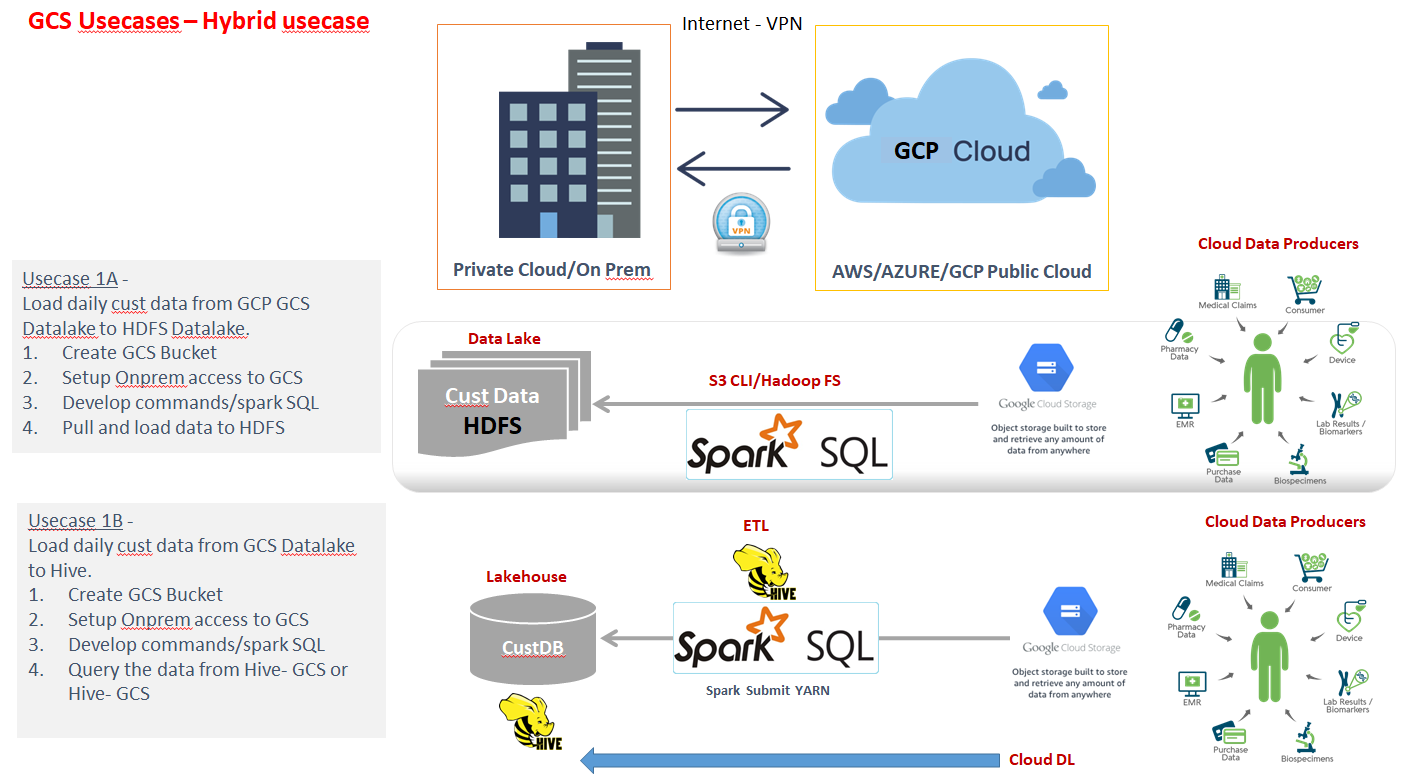 GCS Usecases – Hybrid usecase
Internet - VPN
GCP Cloud
VPN
Private Cloud/On Prem
AWS/AZURE/GCP Public Cloud
Usecase 1A -
Load daily cust data from GCP GCS
Datalake to HDFS Datalake.
1. Create GCS Bucket
2. Setup Onprem access to GCS
3. Develop commands/spark SQL
4. Pull and load data to HDFS
Data Lake
Cust Data
HDFS
S3 CLI/Hadoop FS
Spark SQL
Google Cloud Storage
Object storage built to store
and retrieve any amount of
data from anywhere
Cloud Data Producers
Medical Claims
Consumer
Pharmacy
Data
Device
EMR
Lab Results /
Biomarkers
Purchase
Data
Biospecimens
Usecase 1B -
Load daily cust data from GCS Datalake
to Hive.
1. Create GCS Bucket
2. Setup Onprem access to GCS
3. Develop commands/spark SQL
4. Query the data from Hive- GCS or
Hive- GCS
Lakehouse
CustDB
HIVE
ETL
HIVE
Spark SQL
Spark Submit YARN
Google Cloud Storage
Object storage built to store
and retrieve any amount of
data from anywhere
Cloud Data Producers
Medical Claims
Consumer
Pharmacy
Data
Device
EMR
Lab Results /
Biomarkers
Purchase
Data
Biospecimens
Cloud DL